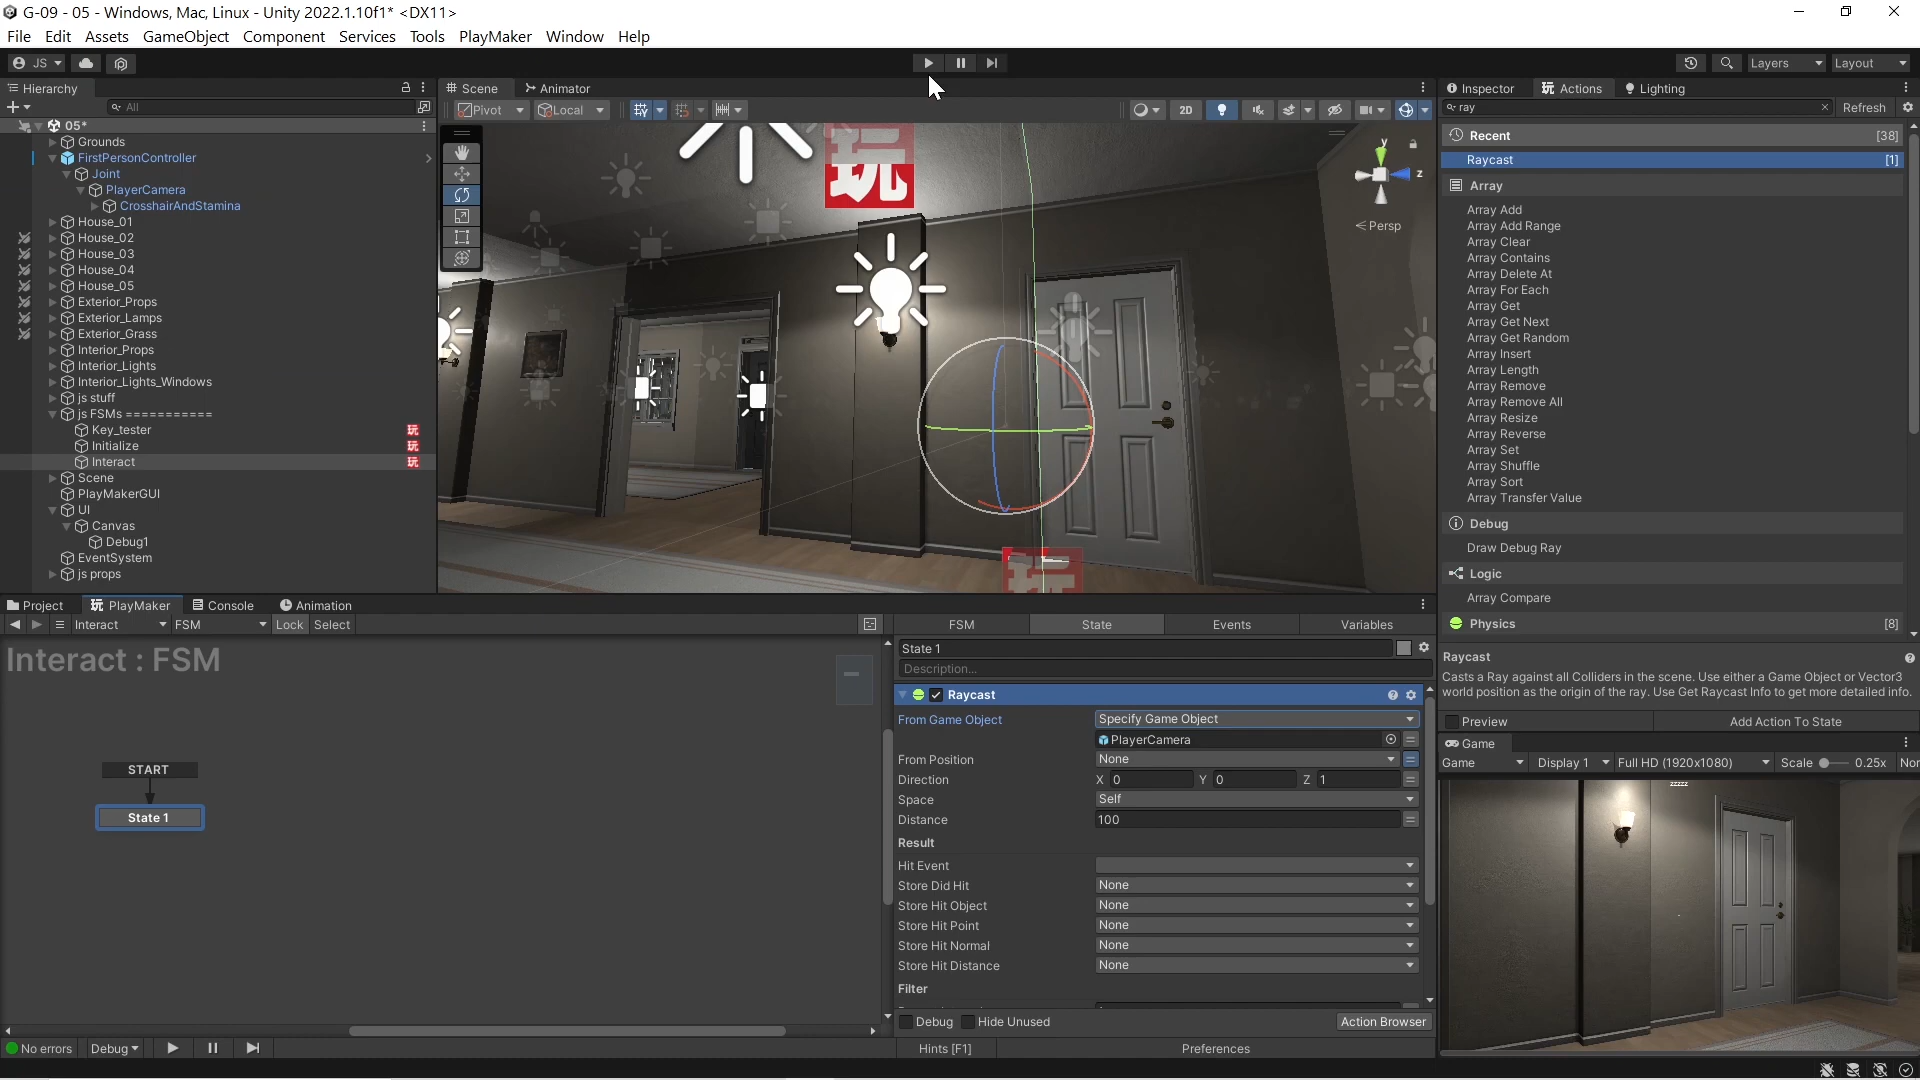 G-09 - 05 - Windows, Mac, Linux - Unity 2022.1.10f1* <DX11>
File Edit Assets GameObject Component Services Tools PlayMaker Window Help
JS
Layers
Layout
Hierarchy
All
05*
Grounds
FirstPersonController
Joint
PlayerCamera
CrosshairAndStamina
House_01
House_02
House_03
House_04
House_05
Exterior_Props
Exterior_Lamps
Exterior_Grass
Interior_Props
Interior_Lights
Interior_Lights_Windows
js stuff
js FSMs ===========
Key_tester 玩
Initialize 玩
Interact 玩
Scene
PlayMakerGUI
UI
Canvas
Debug1
EventSystem
js props
Scene
Animator
Pivot
Local
2D
玩
y
z
Persp
玩
Inspector
玩 Actions
Lighting
ray
Refresh
Recent [38]
Raycast [1]
Array
Array Add
Array Add Range
Array Clear
Array Contains
Array Delete At
Array For Each
Array Get
Array Get Next
Array Get Random
Array Insert
Array Length
Array Remove
Array Remove All
Array Resize
Array Reverse
Array Set
Array Shuffle
Array Sort
Array Transfer Value
Debug
Draw Debug Ray
Logic
Array Compare
Physics [8]
Raycast
Casts a Ray against all Colliders in the scene. Use either a Game Object or Vector3
world position as the origin of the ray. Use Get Raycast Info to get more detailed info.
Preview
Add Action To State
Game
Game
Display 1
Full HD (1920x1080)
Scale
0.25x
Nor
zzzzz
Project
玩 PlayMaker
Console
Animation
Interact
FSM
Lock
Select
Interact : FSM
START
State 1
No errors
Debug
FSM
State
Events
Variables
State 1
Description...
Raycast
From Game Object Specify Game Object
PlayerCamera
From Position None
Direction X 0 Y 0 Z 1
Space Self
Distance 100
Result
Hit Event
Store Did Hit None
Store Hit Object None
Store Hit Point None
Store Hit Normal None
Store Hit Distance None
Filter
Debug
Hide Unused
Action Browser
Hints [F1]
Preferences